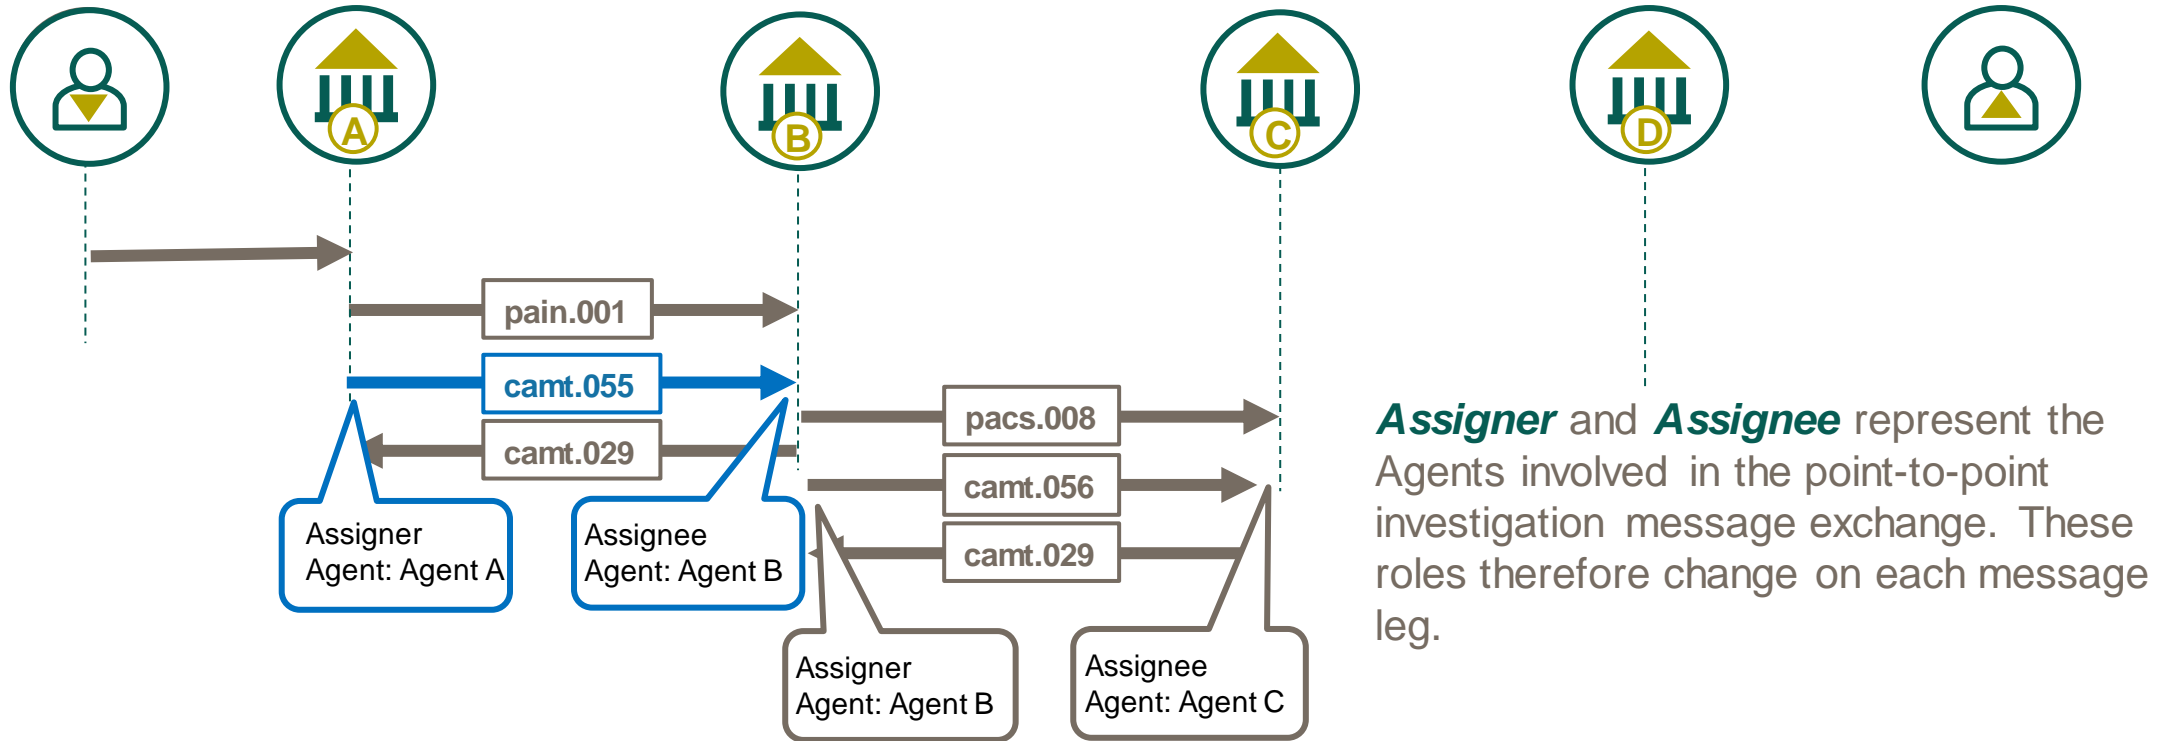 A
B
C
D
pain.001
camt.055
pacs.008
camt.029
camt.056
camt.029
Assigner
Agent: Agent A
Assignee
Agent: Agent B
Assigner
Agent: Agent B
Assignee
Agent: Agent C
Assigner and Assignee represent the
Agents involved in the point-to-point
investigation message exchange. These
roles therefore change on each message
leg.